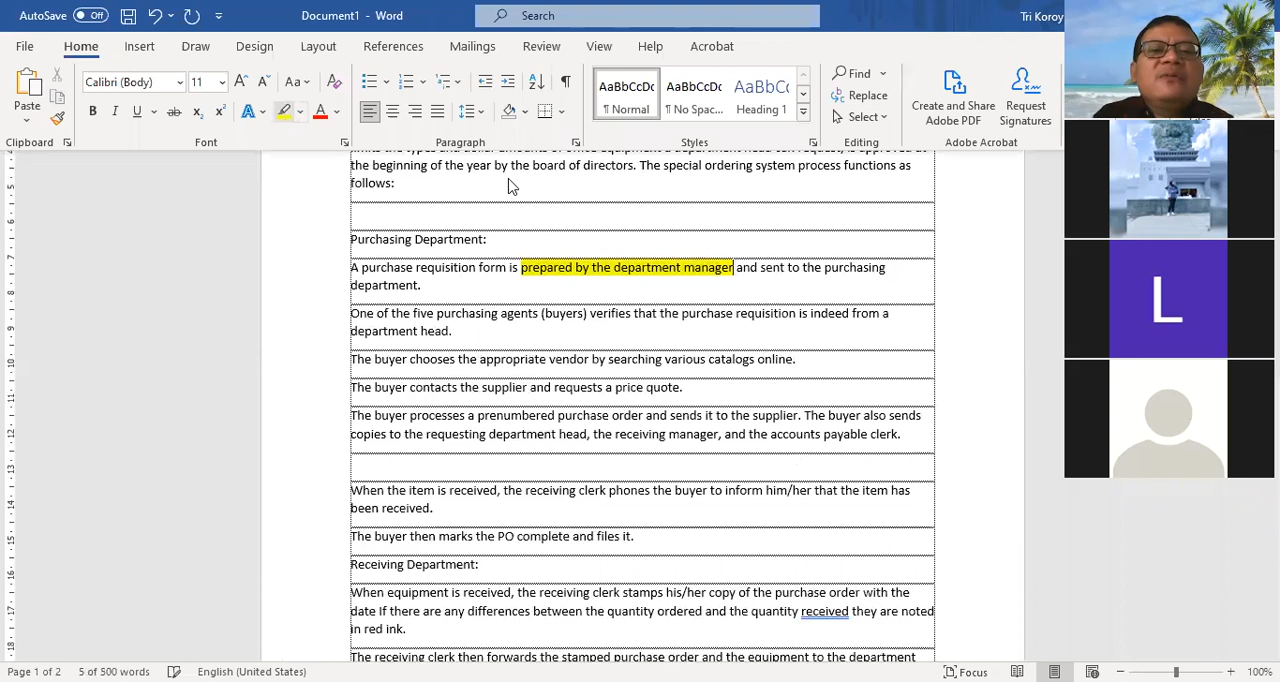 AutoSave Off
Document1 - Word
Search
Tri Koroy
File Home Insert Draw Design Layout References Mailings Review View Help Acrobat
Paste
Calibri (Body) 11
Aa
B I U ab x2 x2 A A
AaBbCcDc AaBbCcDc AaBbCc
¶ Normal ¶ No Spac... Heading 1
Find
Replace
Select
Create and Share
Adobe PDF
Request
Signatures
Clipboard Font Paragraph Styles Editing Adobe Acrobat
the beginning of the year by the board of directors. The special ordering system process functions as
follows:
Purchasing Department:
A purchase requisition form is prepared by the department manager and sent to the purchasing
department.
One of the five purchasing agents (buyers) verifies that the purchase requisition is indeed from a
department head.
The buyer chooses the appropriate vendor by searching various catalogs online.
The buyer contacts the supplier and requests a price quote.
The buyer processes a prenumbered purchase order and sends it to the supplier. The buyer also sends
copies to the requesting department head, the receiving manager, and the accounts payable clerk.
When the item is received, the receiving clerk phones the buyer to inform him/her that the item has
been received.
The buyer then marks the PO complete and files it.
Receiving Department:
When equipment is received, the receiving clerk stamps his/her copy of the purchase order with the
date If there are any differences between the quantity ordered and the quantity received they are noted
in red ink.
The receiving clerk then forwards the stamped purchase order and the equipment to the department
L
Page 1 of 2 5 of 500 words English (United States) Focus 100%